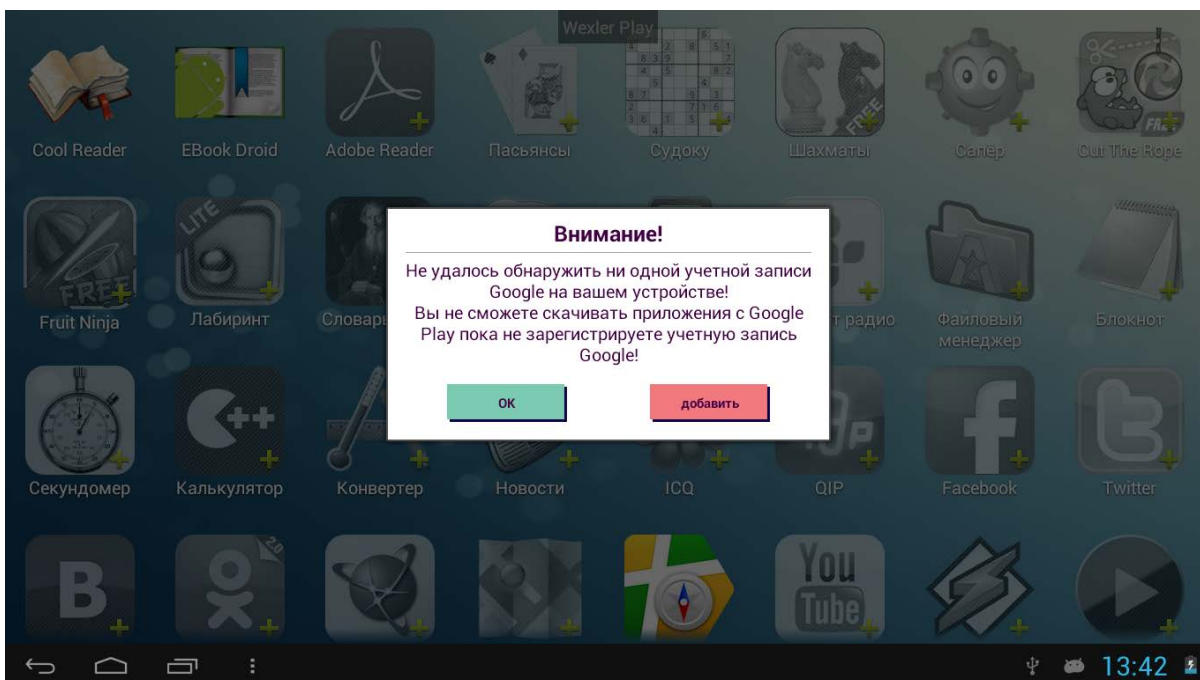 Wexler Play
Cool Reader
EBook Droid
Adobe Reader
Пасьянсы
Судоку
Шахматы
Сапёр
Cut The Rope
FREE
LITE
FREE
Fruit Ninja
Лабиринт
Словарь
радио
Файловый
менеджер
Блокнот
Внимание!
Не удалось обнаружить ни одной учетной записи
Google на вашем устройстве!
Вы не сможете скачивать приложения с Google
Play пока не зарегистрируете учетную запись
Google!
ОК
добавить
Секундомер
Калькулятор
Конвертер
Новости
ICQ
QIP
Facebook
Twitter
B
2.0
You
Tube
13:42